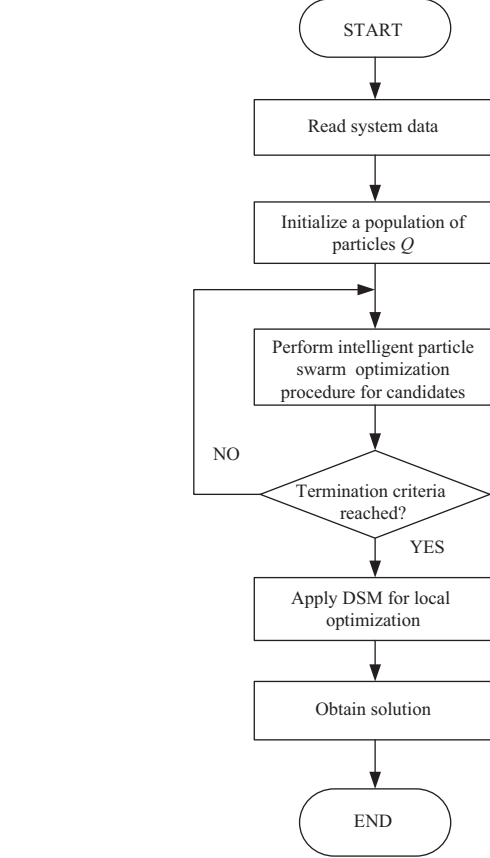 START
Read system data
Initialize a population of
particles Q
Perform intelligent particle
swarm optimization
procedure for candidates
NO
Termination criteria
reached?
YES
Apply DSM for local
optimization
Obtain solution
END